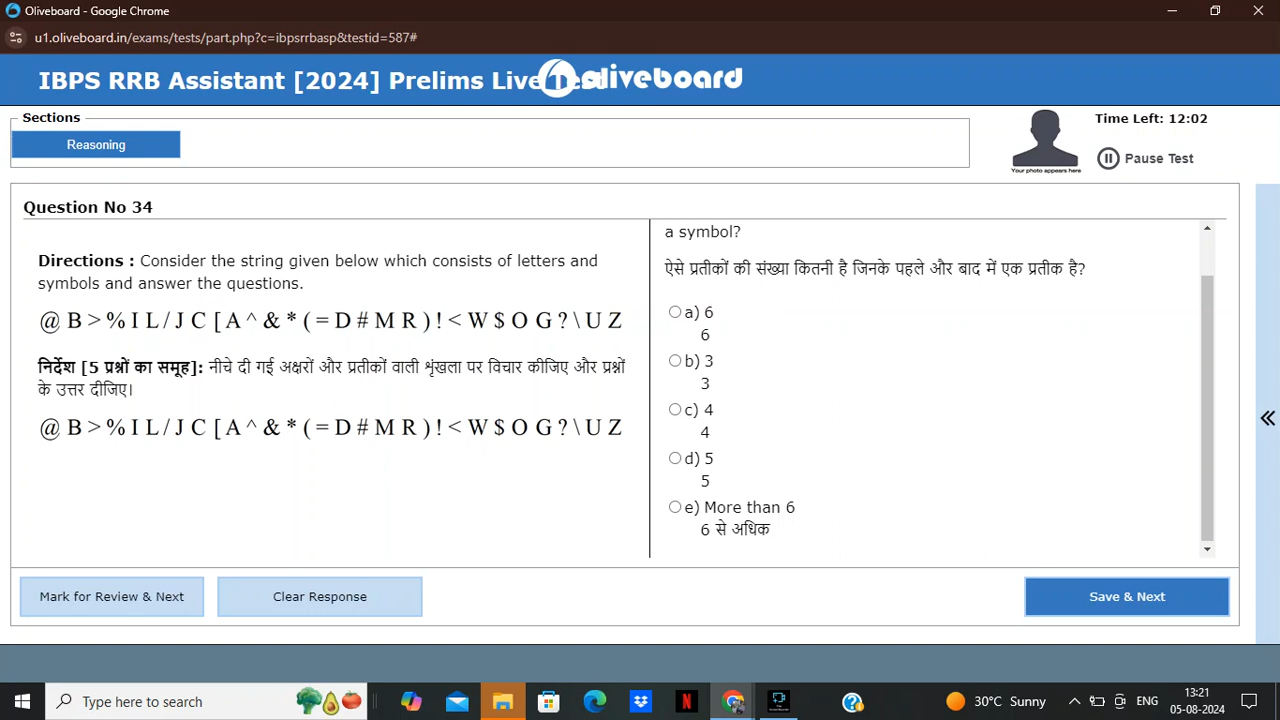 Oliveboard - Google Chrome
u1.oliveboard.in/exams/tests/part.php?c=ibpsrrbasp&testid=587#
IBPS RRB Assistant [2024] Prelims Live
oliveboard
Sections
Reasoning
Your photo appears here
Time Left: 12:02
Pause Test
Question No 34
Directions : Consider the string given below which consists of letters and
symbols and answer the questions.
@ B > % I L / J C [ A ^ & * ( = D # M R ) ! < W $ O G ? \ U Z
निर्देश [5 प्रश्नों का समूह]: नीचे दी गई अक्षरों और प्रतीकों वाली शृंखला पर विचार कीजिए और प्रश्नों
के उत्तर दीजिए।
@ B > % I L / J C [ A ^ & * ( = D # M R ) ! < W $ O G ? \ U Z
a symbol?
ऐसे प्रतीकों की संख्या कितनी है जिनके पहले और बाद में एक प्रतीक है?
a) 6
6
b) 3
3
c) 4
4
d) 5
5
e) More than 6
6 से अधिक
Mark for Review & Next
Clear Response
Save & Next
Type here to search
30°C Sunny
ENG
13:21
05-08-2024